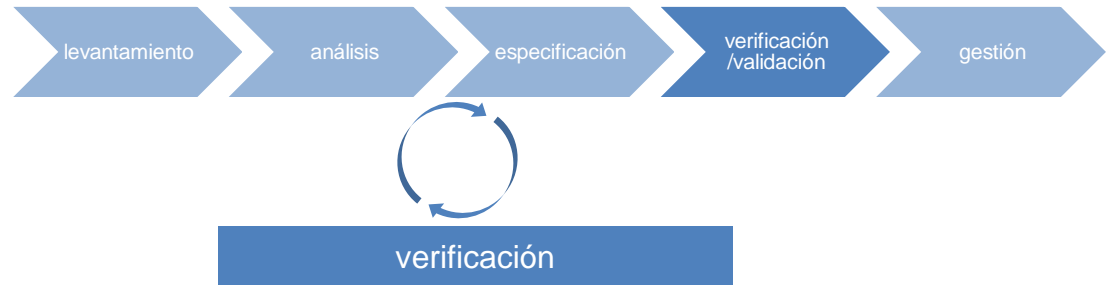 levantamiento
análisis
especificación
verificación
/validación
gestión
verificación